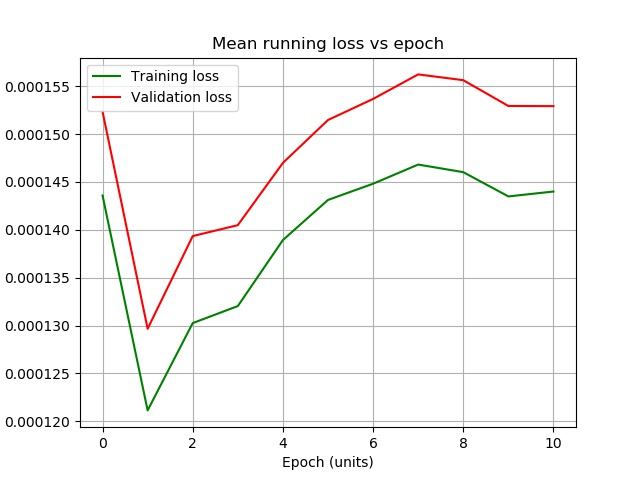 Mean running loss vs epoch
Training loss
Validation loss
0.000155
0.000150
0.000145
0.000140
0.000135
0.000130
0.000125
0.000120
0 2 4 6 8 10
Epoch (units)